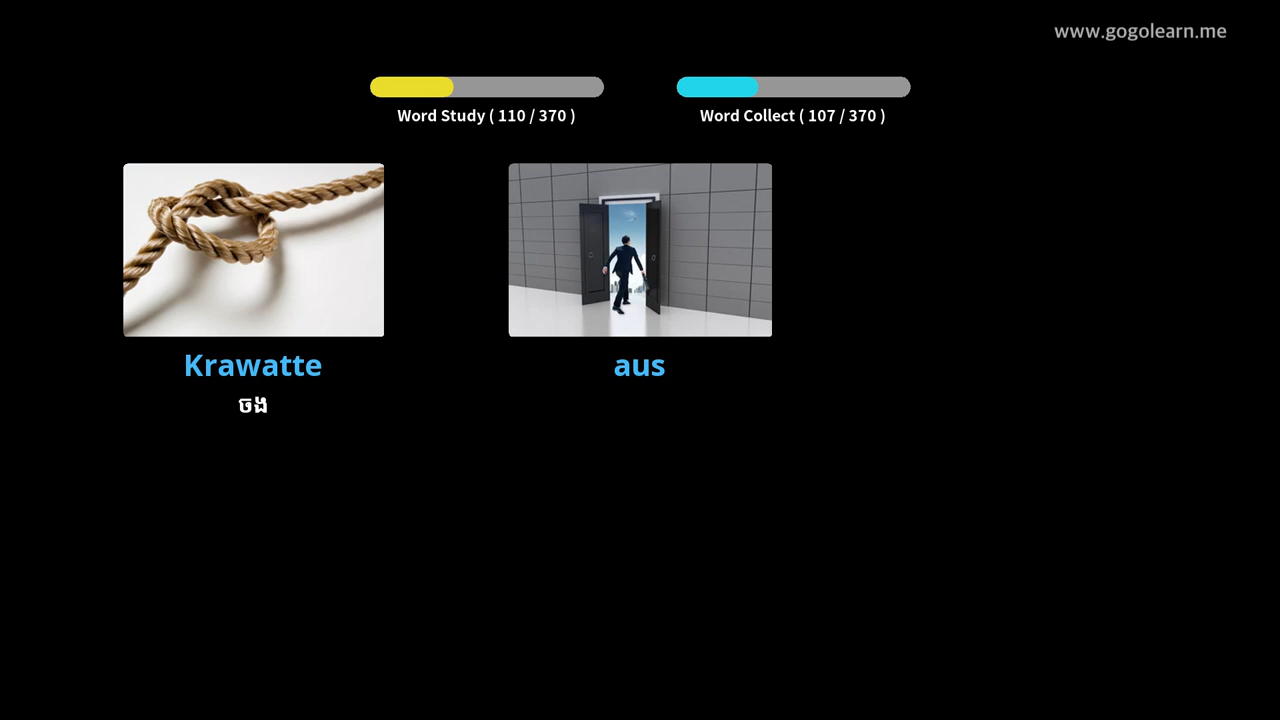 www.gogolearn.me
Word Study ( 110 / 370 )
Word Collect ( 107 / 370 )
Krawatte
ចង
aus